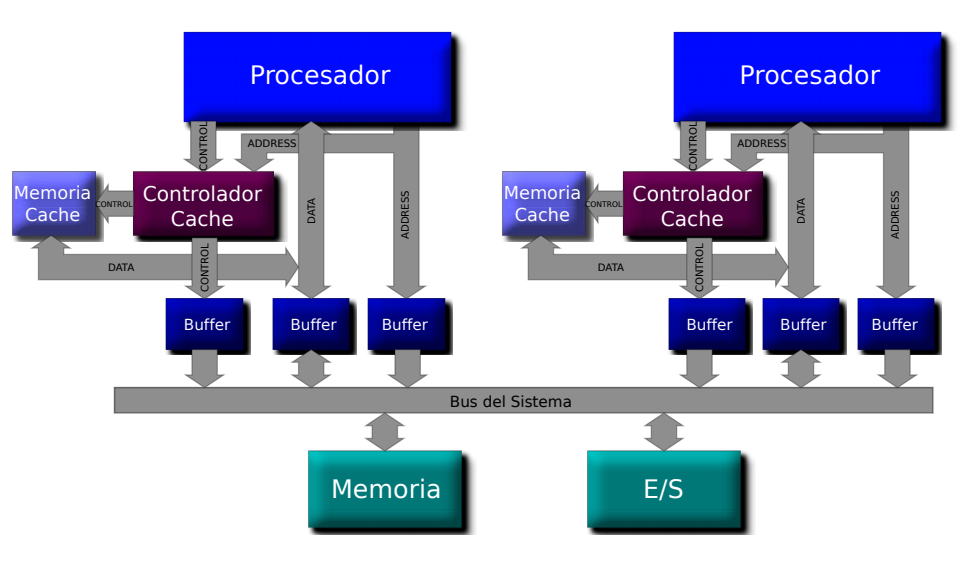 Procesador
Procesador
CONTROL
ADDRESS
CONTROL
ADDRESS
Memoria
Cache
CONTROL
Controlador
Cache
DATA
ADDRESS
Memoria
Cache
CONTROL
Controlador
Cache
DATA
ADDRESS
DATA
CONTROL
DATA
CONTROL
Buffer
Buffer
Buffer
Buffer
Buffer
Buffer
Bus del Sistema
Memoria
E/S